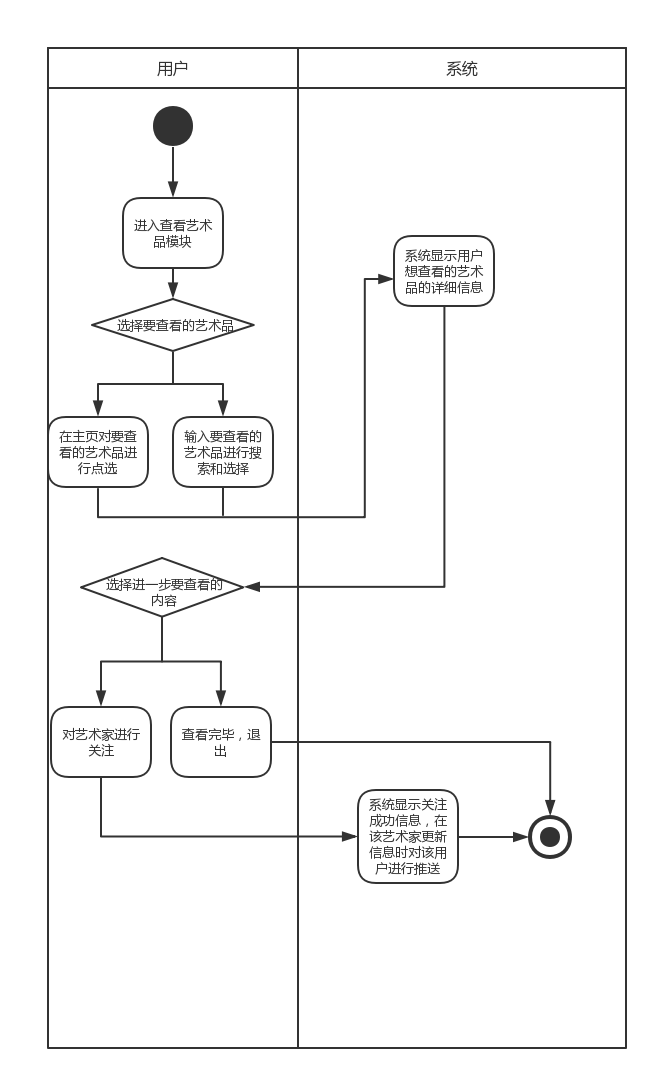 用户
系统
进入查看艺术
品模块
系统显示用户
想查看的艺术
品的详细信息
选择要查看的艺术品
在主页对要查
看的艺术品进
行点选
输入要查看的
艺术品进行搜
索和选择
选择进一步要查看的
内容
对艺术家进行
关注
查看完毕，退
出
系统显示关注
成功信息，在
该艺术家更新
信息时对该用
户进行推送